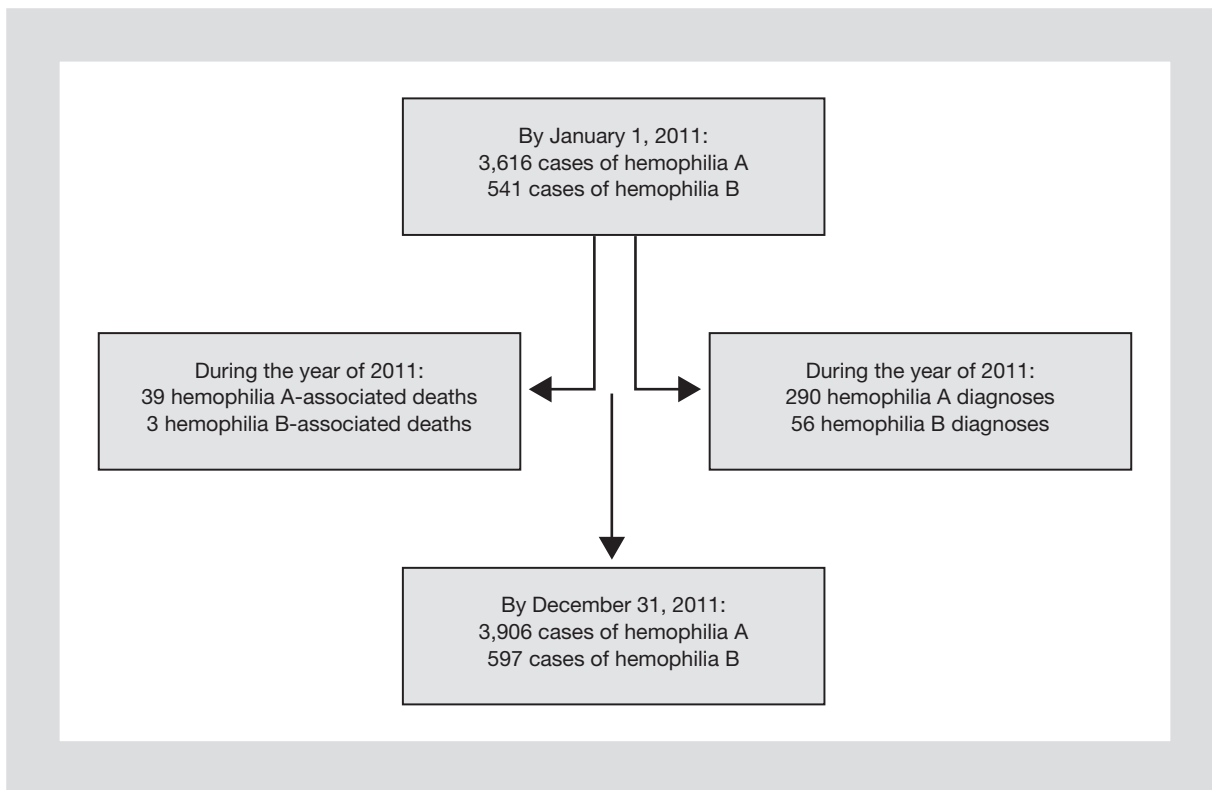 By January 1, 2011:
3,616 cases of hemophilia A
541 cases of hemophilia B
During the year of 2011:
39 hemophilia A-associated deaths
3 hemophilia B-associated deaths
During the year of 2011:
290 hemophilia A diagnoses
56 hemophilia B diagnoses
By December 31, 2011:
3,906 cases of hemophilia A
597 cases of hemophilia B